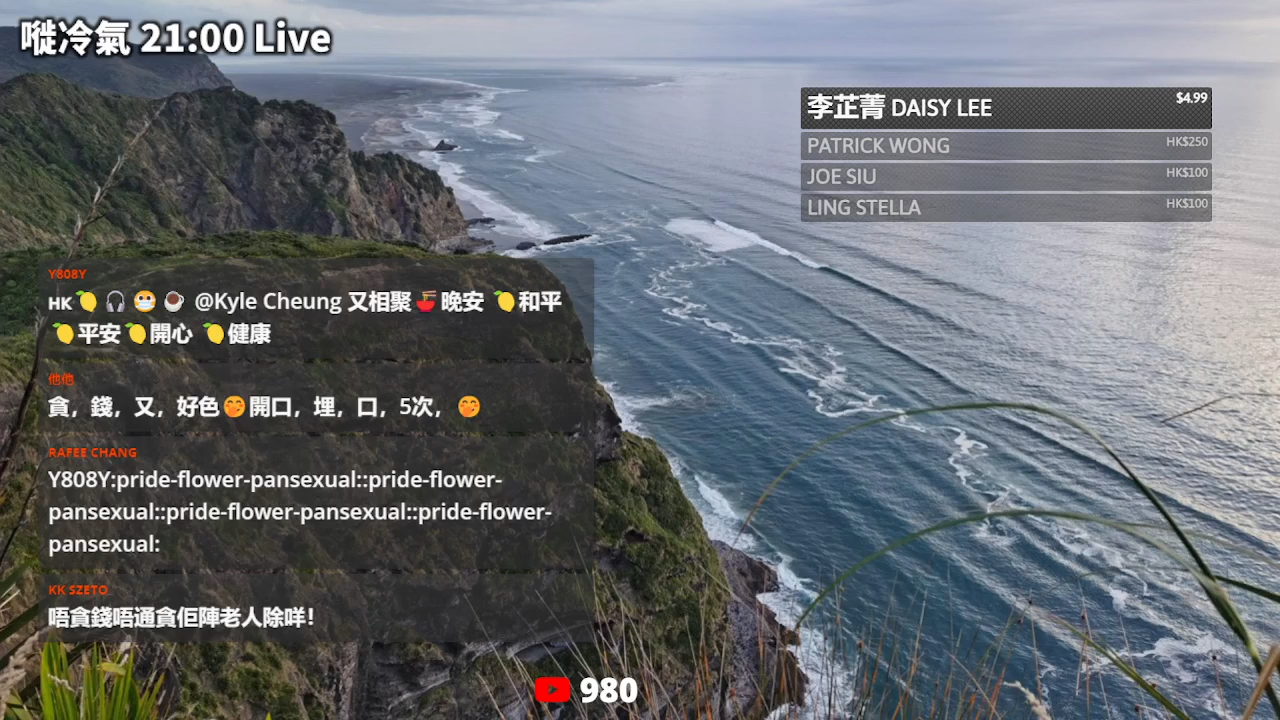 嘥冷氣 21:00 Live
李芷菁 DAISY LEE $4.99
PATRICK WONG HK$250
JOE SIU HK$100
LING STELLA HK$100
Y808Y
HK🍋🎧😷☕ @Kyle Cheung 又相聚🍲晚安 🍋和平
🍋平安🍋開心 🍋健康
他他
貪，錢，又，好色🤭開口，埋，口，5次，🤭
RAFEE CHANG
Y808Y:pride-flower-pansexual::pride-flower-
pansexual::pride-flower-pansexual::pride-flower-
pansexual:
KK SZETO
唔貪錢唔通貪佢陣老人除咩!
980